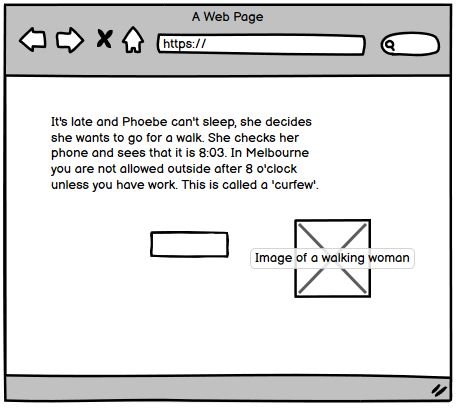 A Web Page
https://
It's late and Phoebe can't sleep, she decides
she wants to go for a walk. She checks her
phone and sees that it is 8:03. In Melbourne
you are not allowed outside after 8 o'clock
unless you have work. This is called a 'curfew'.
Image of a walking woman